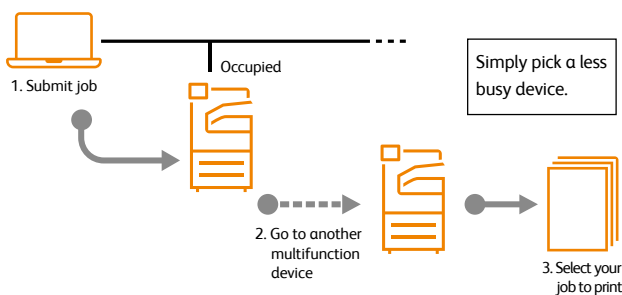 1. Submit job
Occupied
Simply pick a less
busy device.
2. Go to another
multifunction
device
3. Select your
job to print